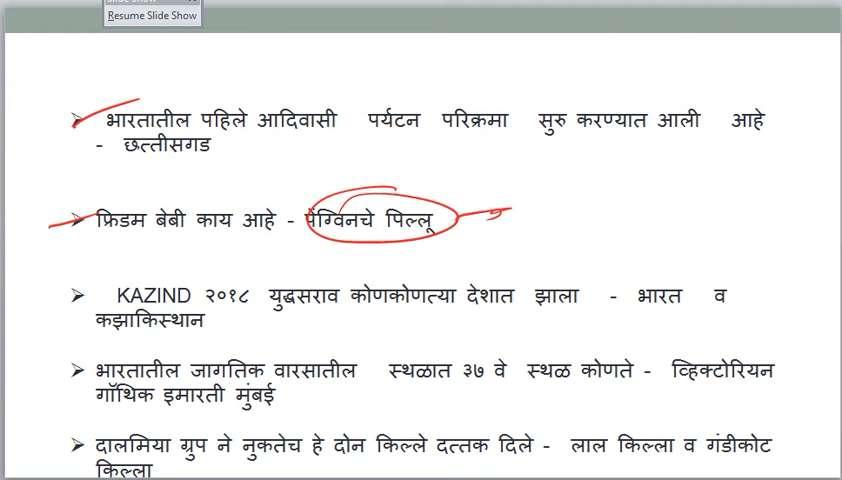 Resume Slide Show
भारतातील पहिले आदिवासी पर्यटन परिक्रमा सुरु करण्यात आली आहे
- छत्तीसगड
फ्रिडम बेबी काय आहे - पेंग्विनचे पिल्लू
KAZIND २०१८ युद्धसराव कोणकोणत्या देशात झाला - भारत व
कझाकिस्थान
भारतातील जागतिक वारसातील स्थळात ३७ वे स्थळ कोणते - व्हिक्टोरियन
गॉथिक इमारती मुंबई
दालमिया ग्रुप ने नुकतेच हे दोन किल्ले दत्तक दिले - लाल किल्ला व गंडीकोट
किल्ला